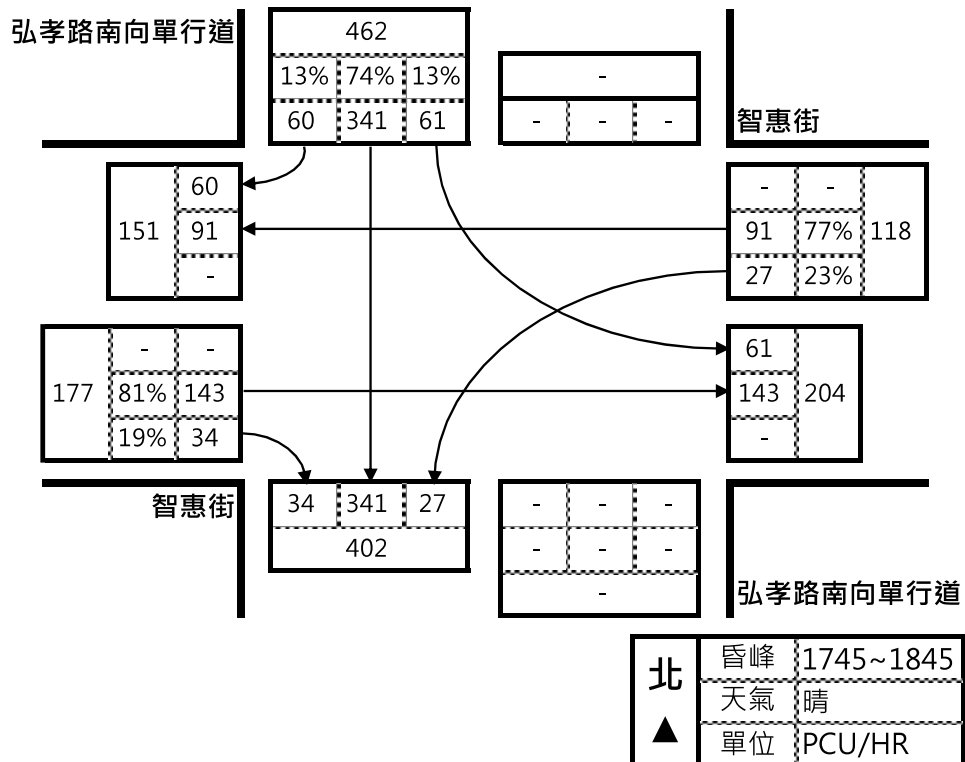 弘孝路南向單行道
462
13% 74% 13%
60 341 61
-
- - -
智惠街
60
151 91
-
- -
91 77% 118
27 23%
- -
177 81% 143
19% 34
61
143 204
-
智惠街
34 341 27
402
- - -
- - -
-
弘孝路南向單行道
北
▲
昏峰 1745~1845
天氣 晴
單位 PCU/HR